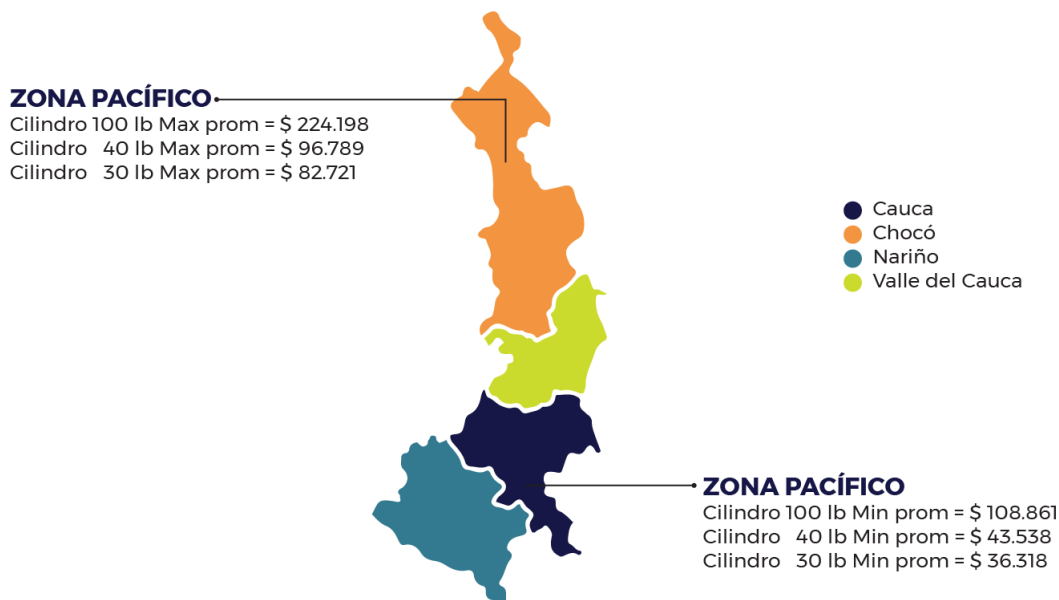 ZONA PACÍFICO
Cilindro 100 lb Max prom = $ 224.198
Cilindro 40 lb Max prom = $ 96.789
Cilindro 30 lb Max prom = $ 82.721
Cauca
Chocó
Nariño
Valle del Cauca
ZONA PACÍFICO
Cilindro 100 lb Min prom = $ 108.861
Cilindro 40 lb Min prom = $ 43.538
Cilindro 30 lb Min prom = $ 36.318